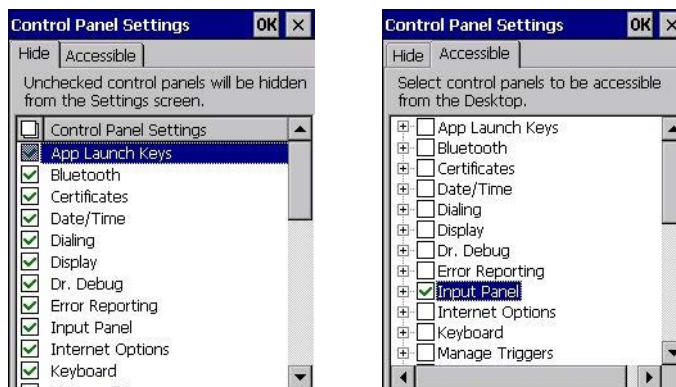 Control Panel Settings OK ×
Hide Accessible
Unchecked control panels will be hidden
from the Settings screen.
Control Panel Settings
App Launch Keys
Bluetooth
Certificates
Date/Time
Dialing
Display
Dr. Debug
Error Reporting
Input Panel
Internet Options
Keyboard
Control Panel Settings OK ×
Hide Accessible
Select control panels to be accessible
from the Desktop.
App Launch Keys
Bluetooth
Certificates
Date/Time
Dialing
Display
Dr. Debug
Error Reporting
Input Panel
Internet Options
Keyboard
Manage Triggers